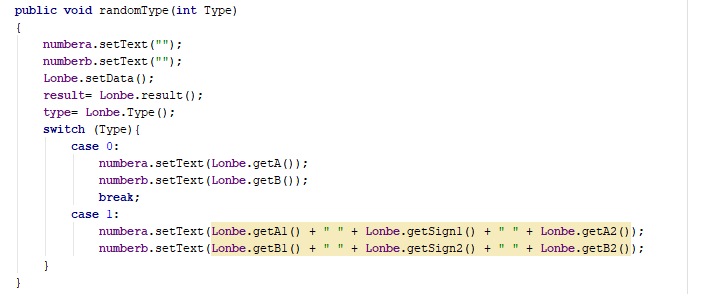 public void randomType(int Type)
{
numbera.setText("");
numberb.setText("");
Lonbe.setData();
result= Lonbe.result();
type= Lonbe.Type();
switch (Type){
case 0:
numbera.setText(Lonbe.getA());
numberb.setText(Lonbe.getB());
break;
case 1:
numbera.setText(Lonbe.getA1() + " " + Lonbe.getSign1() + " " + Lonbe.getA2());
numberb.setText(Lonbe.getB1() + " " + Lonbe.getSign2() + " " + Lonbe.getB2());
}
}